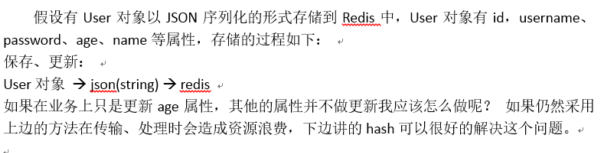 假设有 User 对象以 JSON 序列化的形式存储到 Redis 中，User 对象有 id，username、
password、age、name 等属性，存储的过程如下：
保存、更新：
User 对象 → json(string) → redis
如果在业务上只是更新 age 属性，其他的属性并不做更新我应该怎么做呢？ 如果仍然采用
上边的方法在传输、处理时会造成资源浪费，下边讲的 hash 可以很好的解决这个问题。